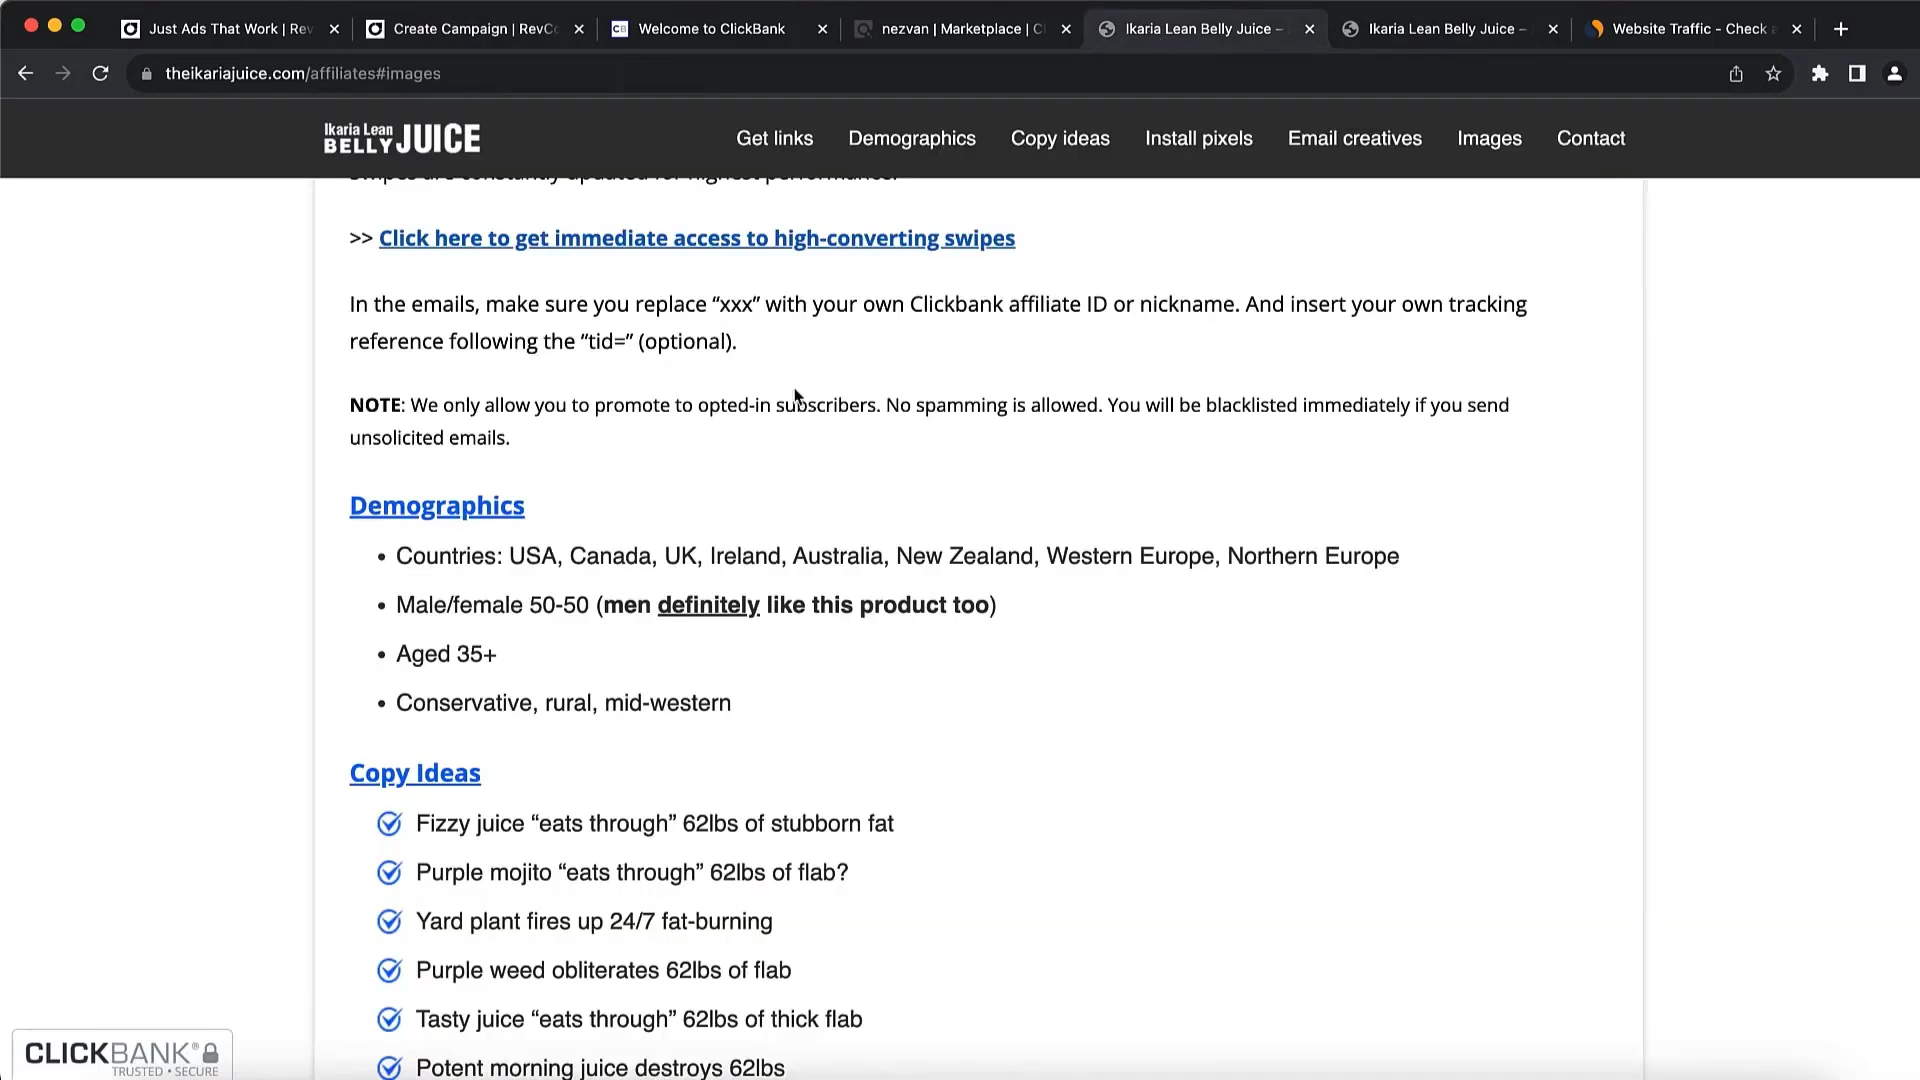 Just Ads That Work | Rev
Create Campaign | RevC
Welcome to ClickBank
nezvan | Marketplace | C
Ikaria Lean Belly Juice –
Ikaria Lean Belly Juice –
Website Traffic - Check
theikariajuice.com/affiliates#images
Ikaria Lean
BELLY JUICE
Get links
Demographics
Copy ideas
Install pixels
Email creatives
Images
Contact
swipes are constantly updated for highest performance.
>> Click here to get immediate access to high-converting swipes
In the emails, make sure you replace “xxx” with your own Clickbank affiliate ID or nickname. And insert your own tracking
reference following the “tid=” (optional).
NOTE: We only allow you to promote to opted-in subscribers. No spamming is allowed. You will be blacklisted immediately if you send
unsolicited emails.
Demographics
• Countries: USA, Canada, UK, Ireland, Australia, New Zealand, Western Europe, Northern Europe
• Male/female 50-50 (men definitely like this product too)
• Aged 35+
• Conservative, rural, mid-western
Copy Ideas
Fizzy juice “eats through” 62lbs of stubborn fat
Purple mojito “eats through” 62lbs of flab?
Yard plant fires up 24/7 fat-burning
Purple weed obliterates 62lbs of flab
Tasty juice “eats through” 62lbs of thick flab
Potent morning juice destroys 62lbs
CLICKBANK®
TRUSTED • SECURE